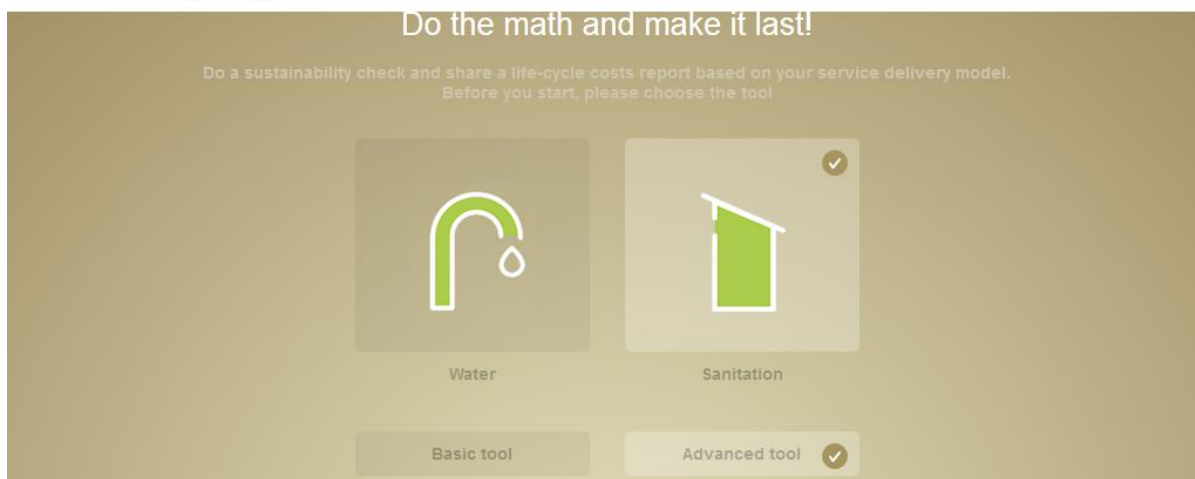 Do the math and make it last!
Do a sustainability check and share a life-cycle costs report based on your service delivery model.
Before you start, please choose the tool
Water
Sanitation
Basic tool
Advanced tool